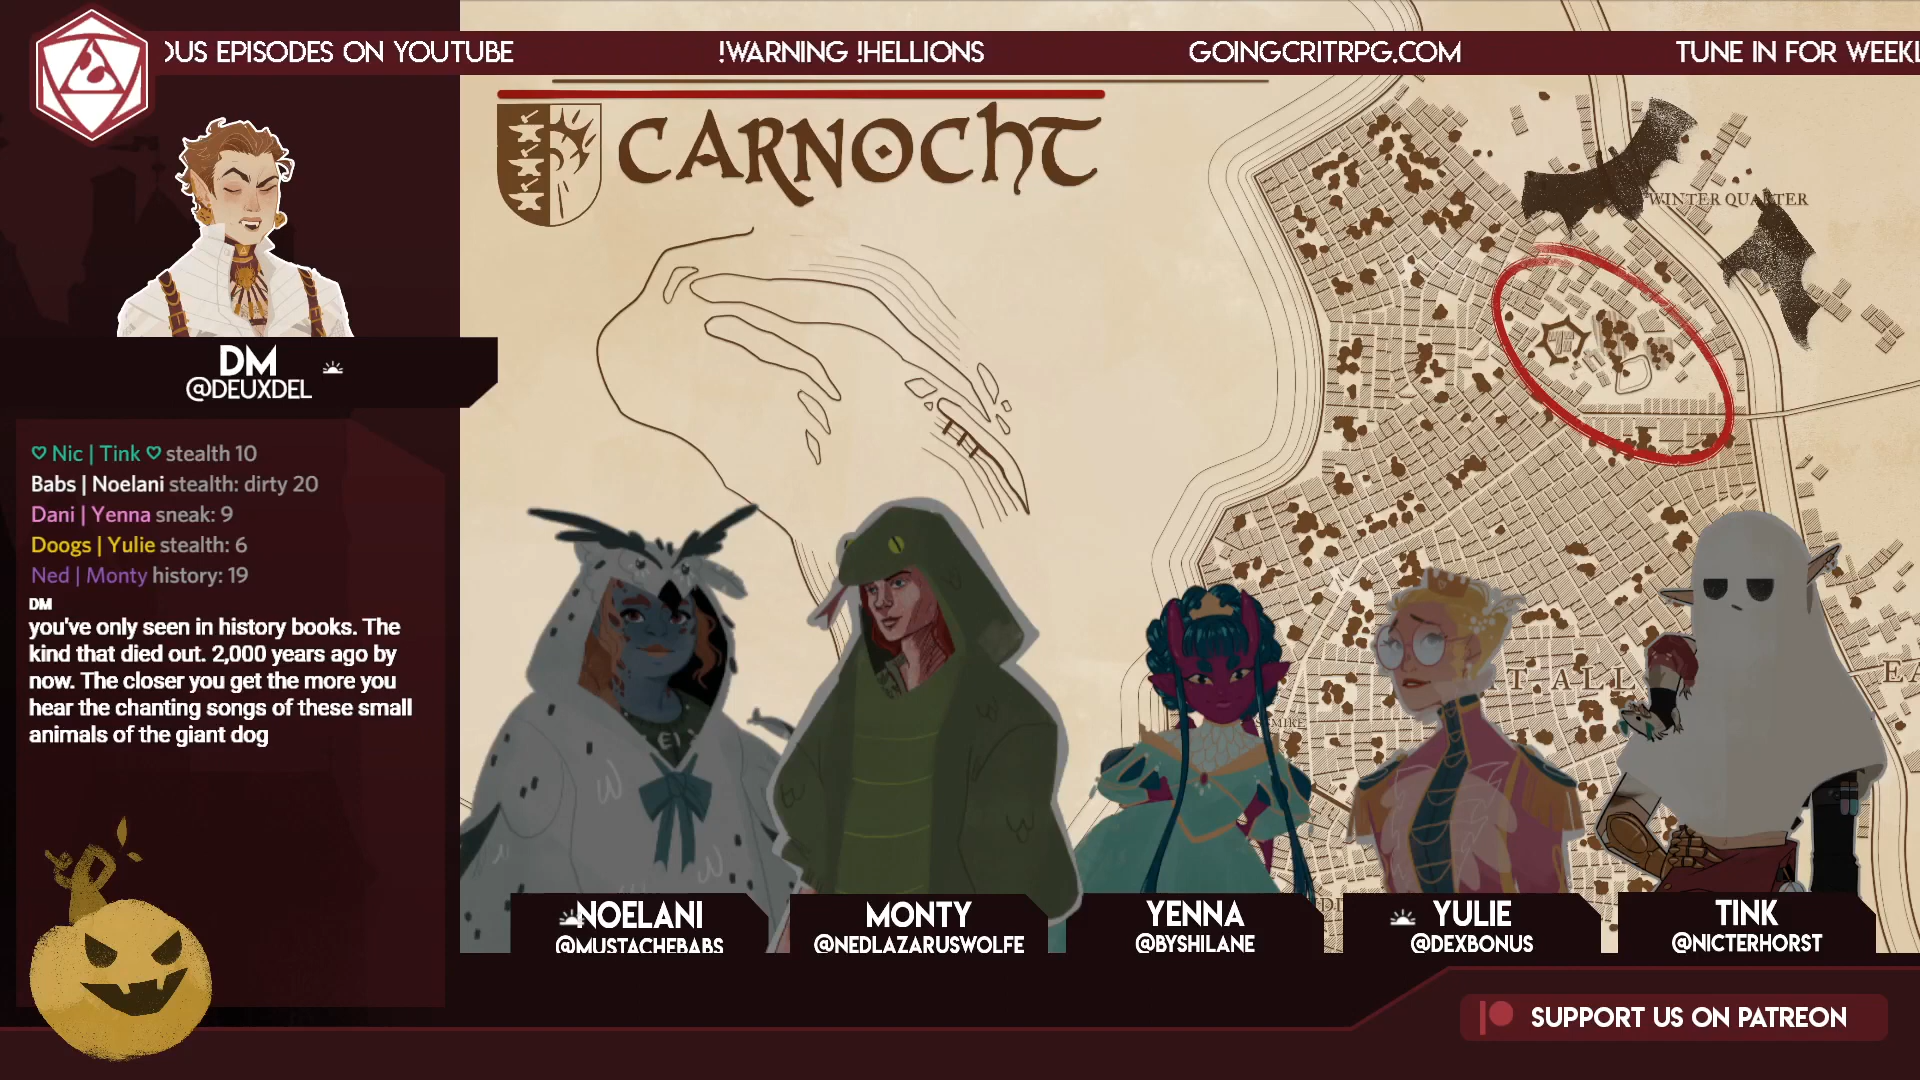 OUS EPISODES ON YOUTUBE
!WARNING !HELLIONS
GOINGCRITRPG.COM
TUNE IN FOR WEEKL
CARNOCHT
WINTER QUARTER
DM
@DEUXDEL
♡ Nic | Tink ♡ stealth 10
Babs | Noelani stealth: dirty 20
Dani | Yenna sneak: 9
Doogs | Yulie stealth: 6
Ned | Monty history: 19
DM
you've only seen in history books. The
kind that died out. 2,000 years ago by
now. The closer you get the more you
hear the chanting songs of these small
animals of the giant dog
NOELANI
@MUSTACHEBABS
MONTY
@NEDLAZARUSWOLFE
YENNA
@BYSHILANE
YULIE
@DEXBONUS
TINK
@NICTERHORST
SUPPORT US ON PATREON